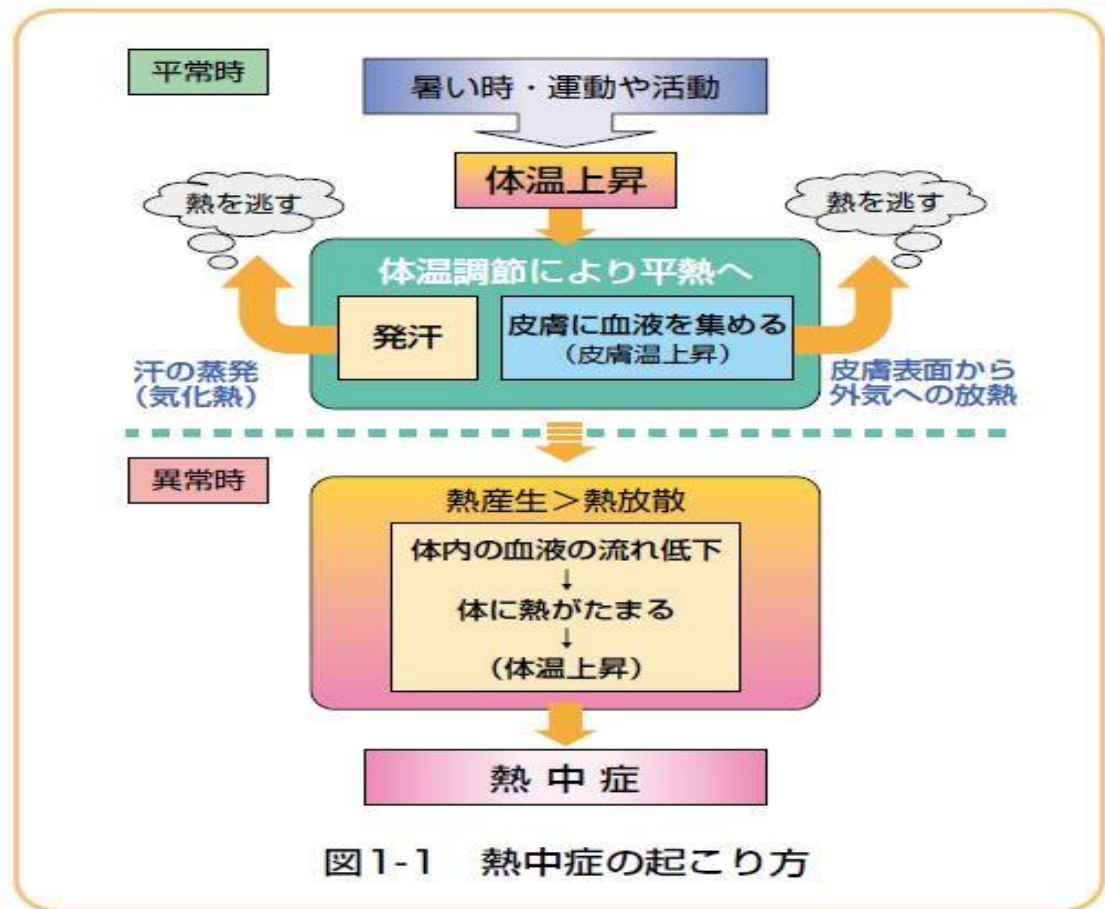 平常時
暑い時・運動や活動
体温上昇
熱を逃す
熱を逃す
体温調節により平熱へ
発汗
皮膚に血液を集める
（皮膚温上昇）
汗の蒸発
（気化熱）
皮膚表面から
外気への放熱
異常時
熱産生＞熱放散
体内の血液の流れ低下
↓
体に熱がたまる
↓
（体温上昇）
熱中症
図1-1　熱中症の起こり方